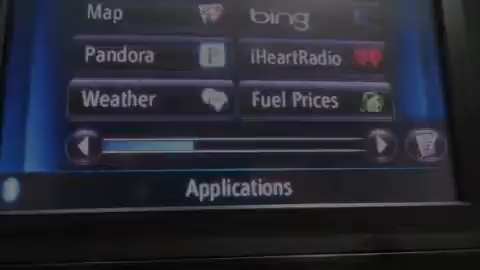 Map
bing
Pandora
iHeartRadio
Weather
Fuel Prices
Applications